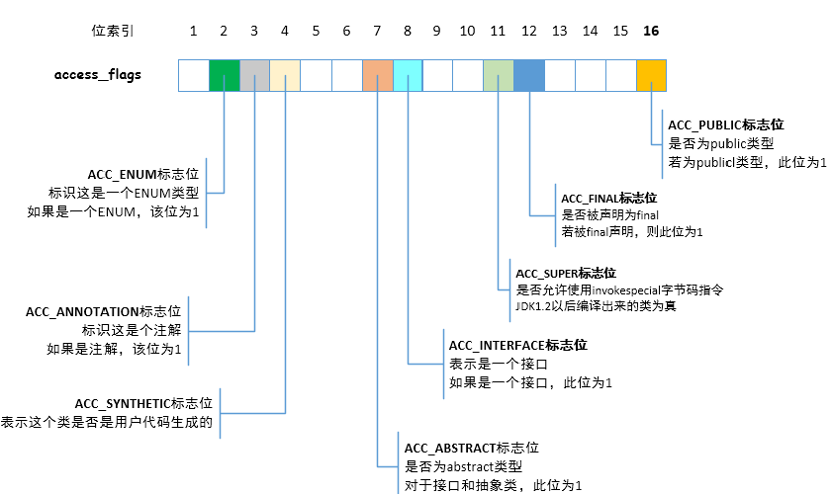 位索引 1 2 3 4 5 6 7 8 9 10 11 12 13 14 15 16
access_flags
ACC_PUBLIC标志位
是否为public类型
若为publicl类型，此位为1
ACC_ENUM标志位
标识这是一个ENUM类型
如果是一个ENUM，该位为1
ACC_FINAL标志位
是否被声明为final
若被final声明，则此位为1
ACC_SUPER标志位
是否允许使用invokespecial字节码指令
JDK1.2以后编译出来的类为真
ACC_ANNOTATION标志位
标识这是个注解
如果是注解，该位为1
ACC_INTERFACE标志位
表示是一个接口
如果是一个接口，此位为1
ACC_SYNTHETIC标志位
表示这个类是否是用户代码生成的
ACC_ABSTRACT标志位
是否为abstract类型
对于接口和抽象类，此位为1